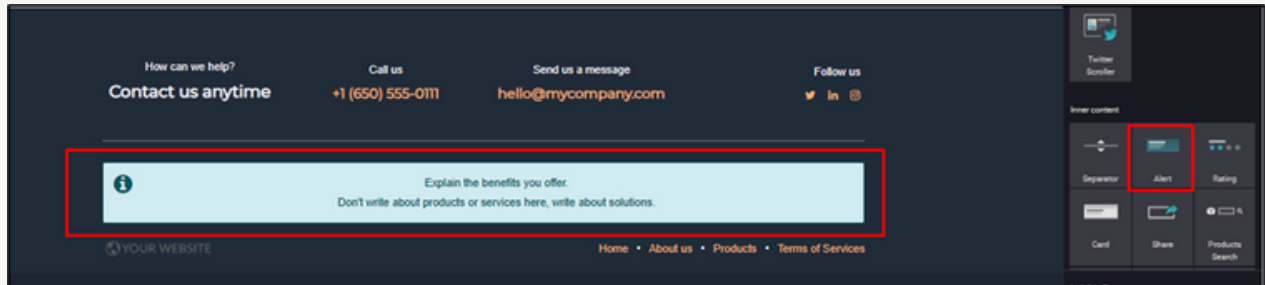 How can we help?
Contact us anytime
Call us
+1 (650) 555-0111
Send us a message
hello@mycompany.com
Follow us
Explain the benefits you offer.
Don't write about products or services here, write about solutions.
YOUR WEBSITE
Home • About us • Products • Terms of Services
Twitter
Scroller
Inner content
Separator
Alert
Rating
Card
Share
Products
Search